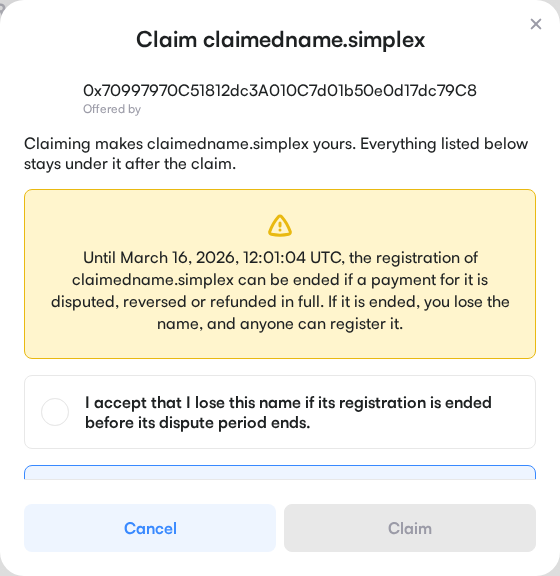 Claim claimedname.simplex
0x70997970C51812dc3A010C7d01b50e0d17dc79C8
Offered by
Claiming makes claimedname.simplex yours. Everything listed below
stays under it after the claim.
Until March 16, 2026, 12:01:04 UTC, the registration of
claimedname.simplex can be ended if a payment for it is
disputed, reversed or refunded in full. If it is ended, you lose the
name, and anyone can register it.
I accept that I lose this name if its registration is ended
before its dispute period ends.
Cancel
Claim